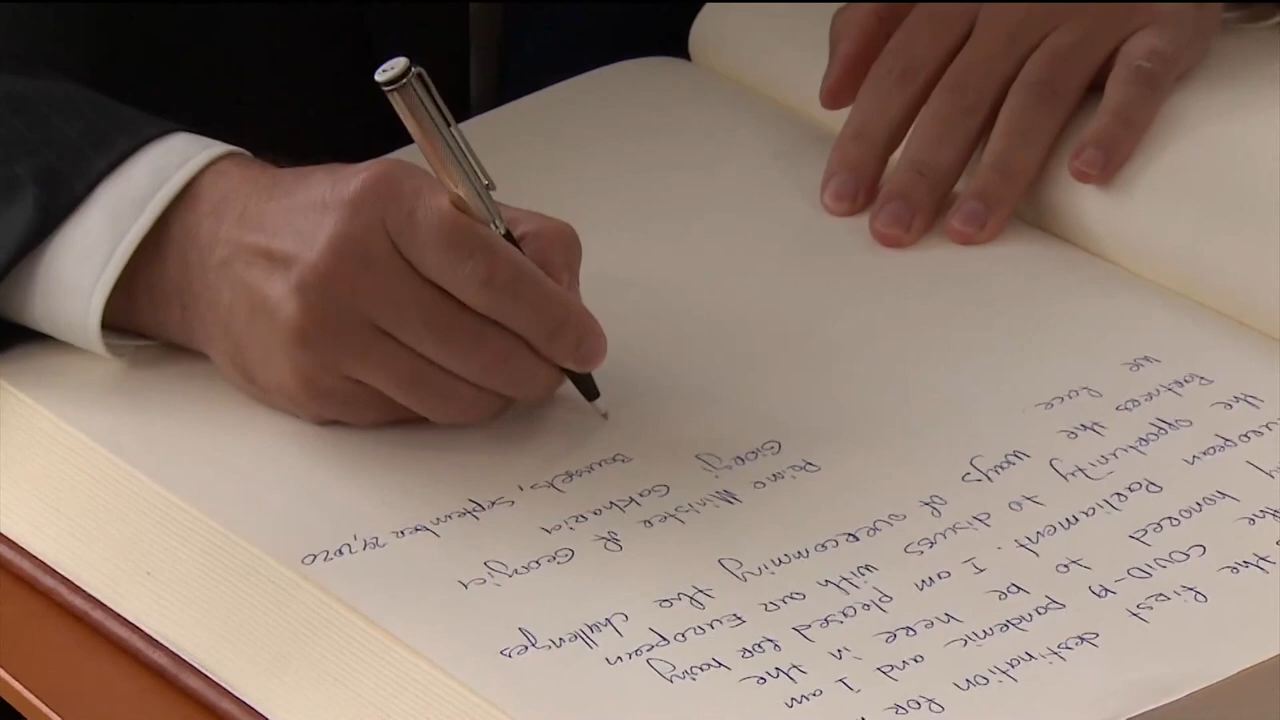 the first destination for
the COVID-19 pandemic and I am
honored to be here in the
European Parliament. I am pleased for having
the opportunity to discuss with our European
Partners the ways of overcomming the challenges
we face
Prime Minister of Georgia
Giorgi Gakharia
Brussels, September 24, 2020